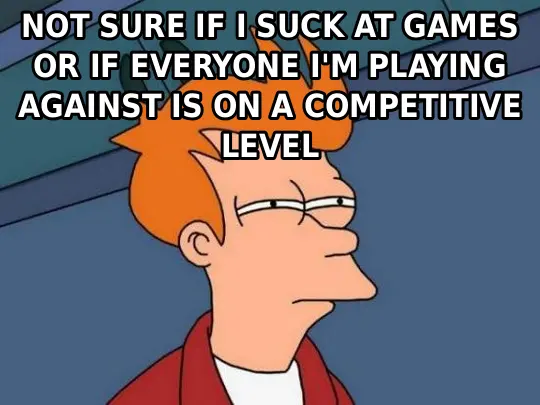 NOT SURE IF I SUCK AT GAMES
OR IF EVERYONE I'M PLAYING
AGAINST IS ON A COMPETITIVE
LEVEL